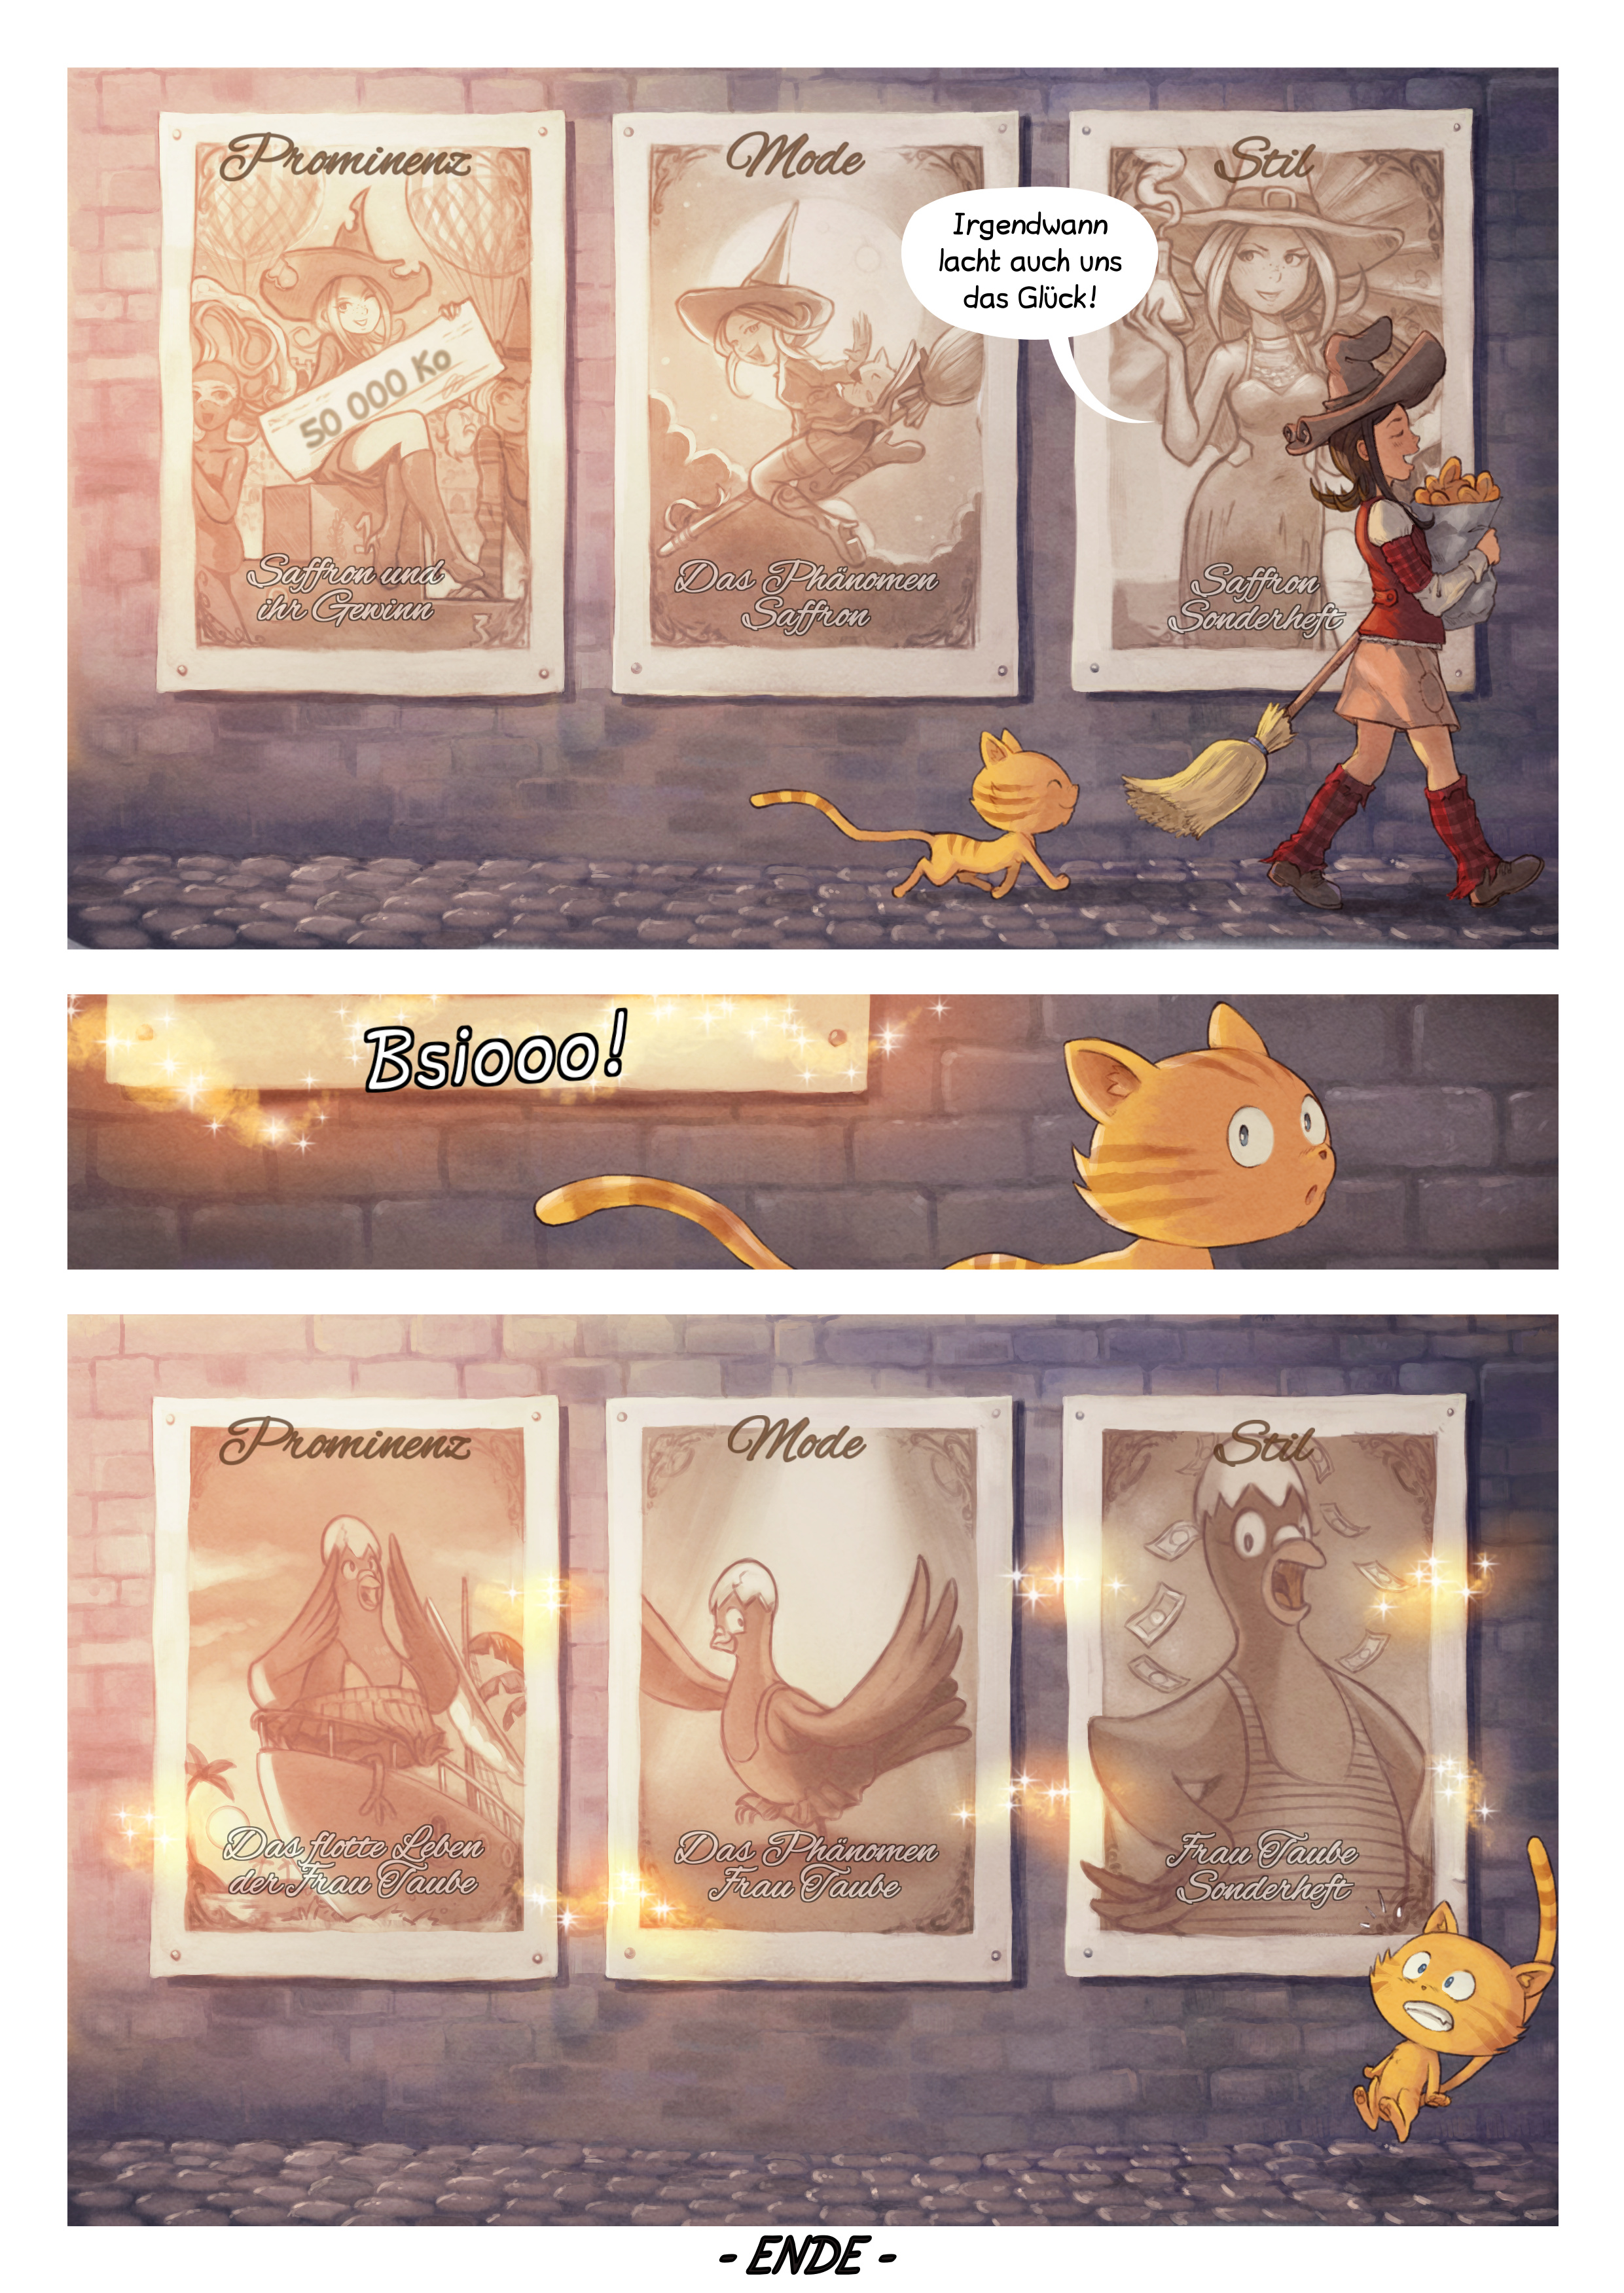 Prominenz
Mode
Stil
Irgendwann
lacht auch uns
das Glück!
50 000 Ko
1
3
Saffron und
ihr Gewinn
Das Phänomen
Saffron
Saffron
Sonderheft
Bsiooo!
Prominenz
Mode
Stil
Das flotte Leben
der Frau Taube
Das Phänomen
Frau Taube
Frau Taube
Sonderheft
- ENDE -